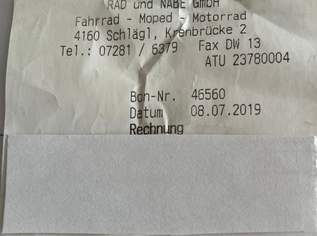 RAD und NABE GmbH
Fahrrad - Moped - Motorrad
4160 Schlägl, Krenbrücke 2
Tel.: 07281 / 6379 Fax DW 13
ATU 23780004
Bon-Nr. 46560
Datum 08.07.2019
Rechnung